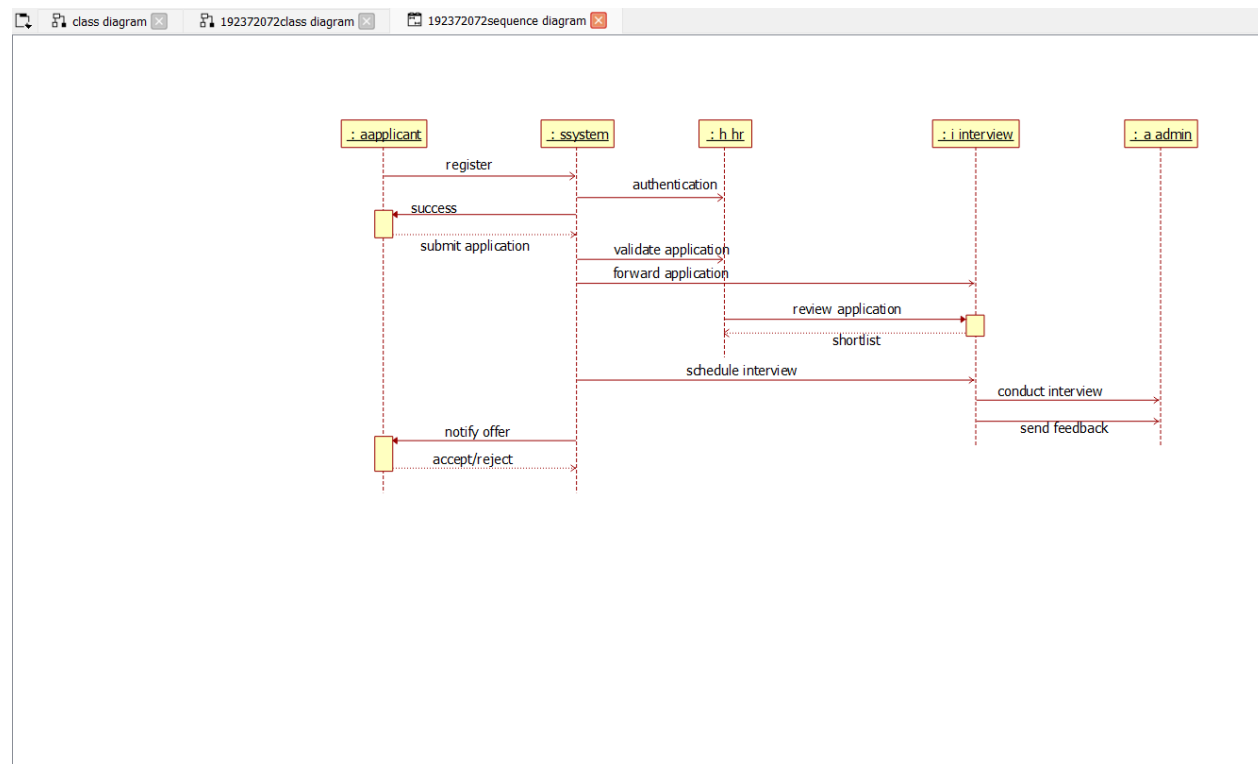 class diagram
192372072class diagram
192372072sequence diagram
: aapplicant
: ssystem
: h hr
: i interview
: a admin
register
authentication
success
submit application
validate application
forward application
review application
shortlist
schedule interview
conduct interview
send feedback
notify offer
accept/reject